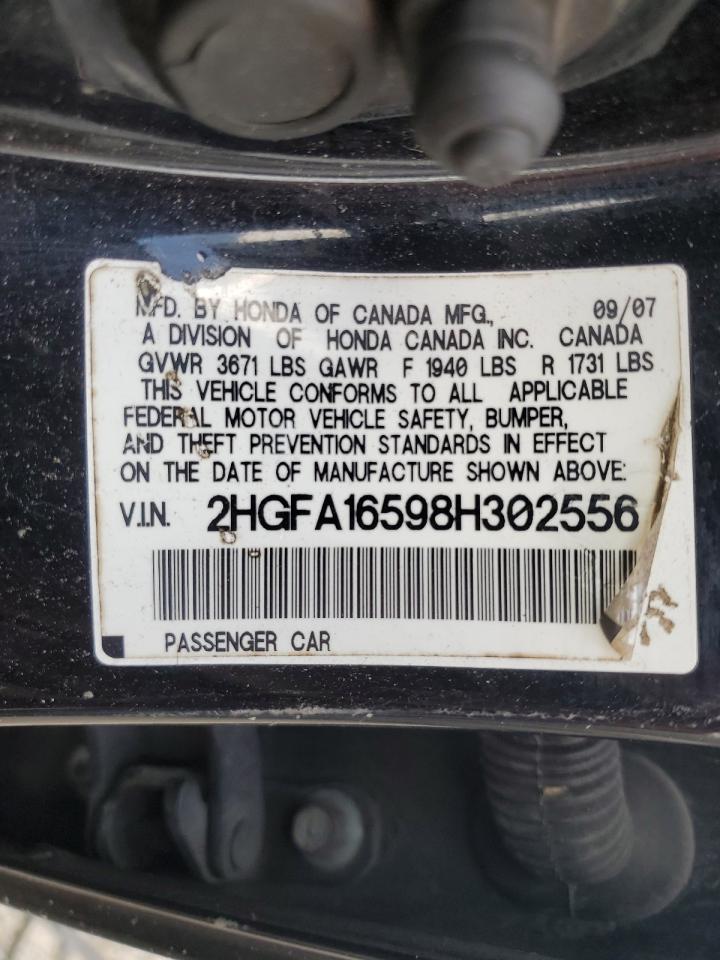 MFD. BY HONDA OF CANADA MFG., 09/07
A DIVISION OF HONDA CANADA INC. CANADA
GVWR 3671 LBS GAWR F 1940 LBS R 1731 LBS
THIS VEHICLE CONFORMS TO ALL APPLICABLE
FEDERAL MOTOR VEHICLE SAFETY, BUMPER,
AND THEFT PREVENTION STANDARDS IN EFFECT
ON THE DATE OF MANUFACTURE SHOWN ABOVE:
V.I.N. 2HGFA16598H302556
PASSENGER CAR